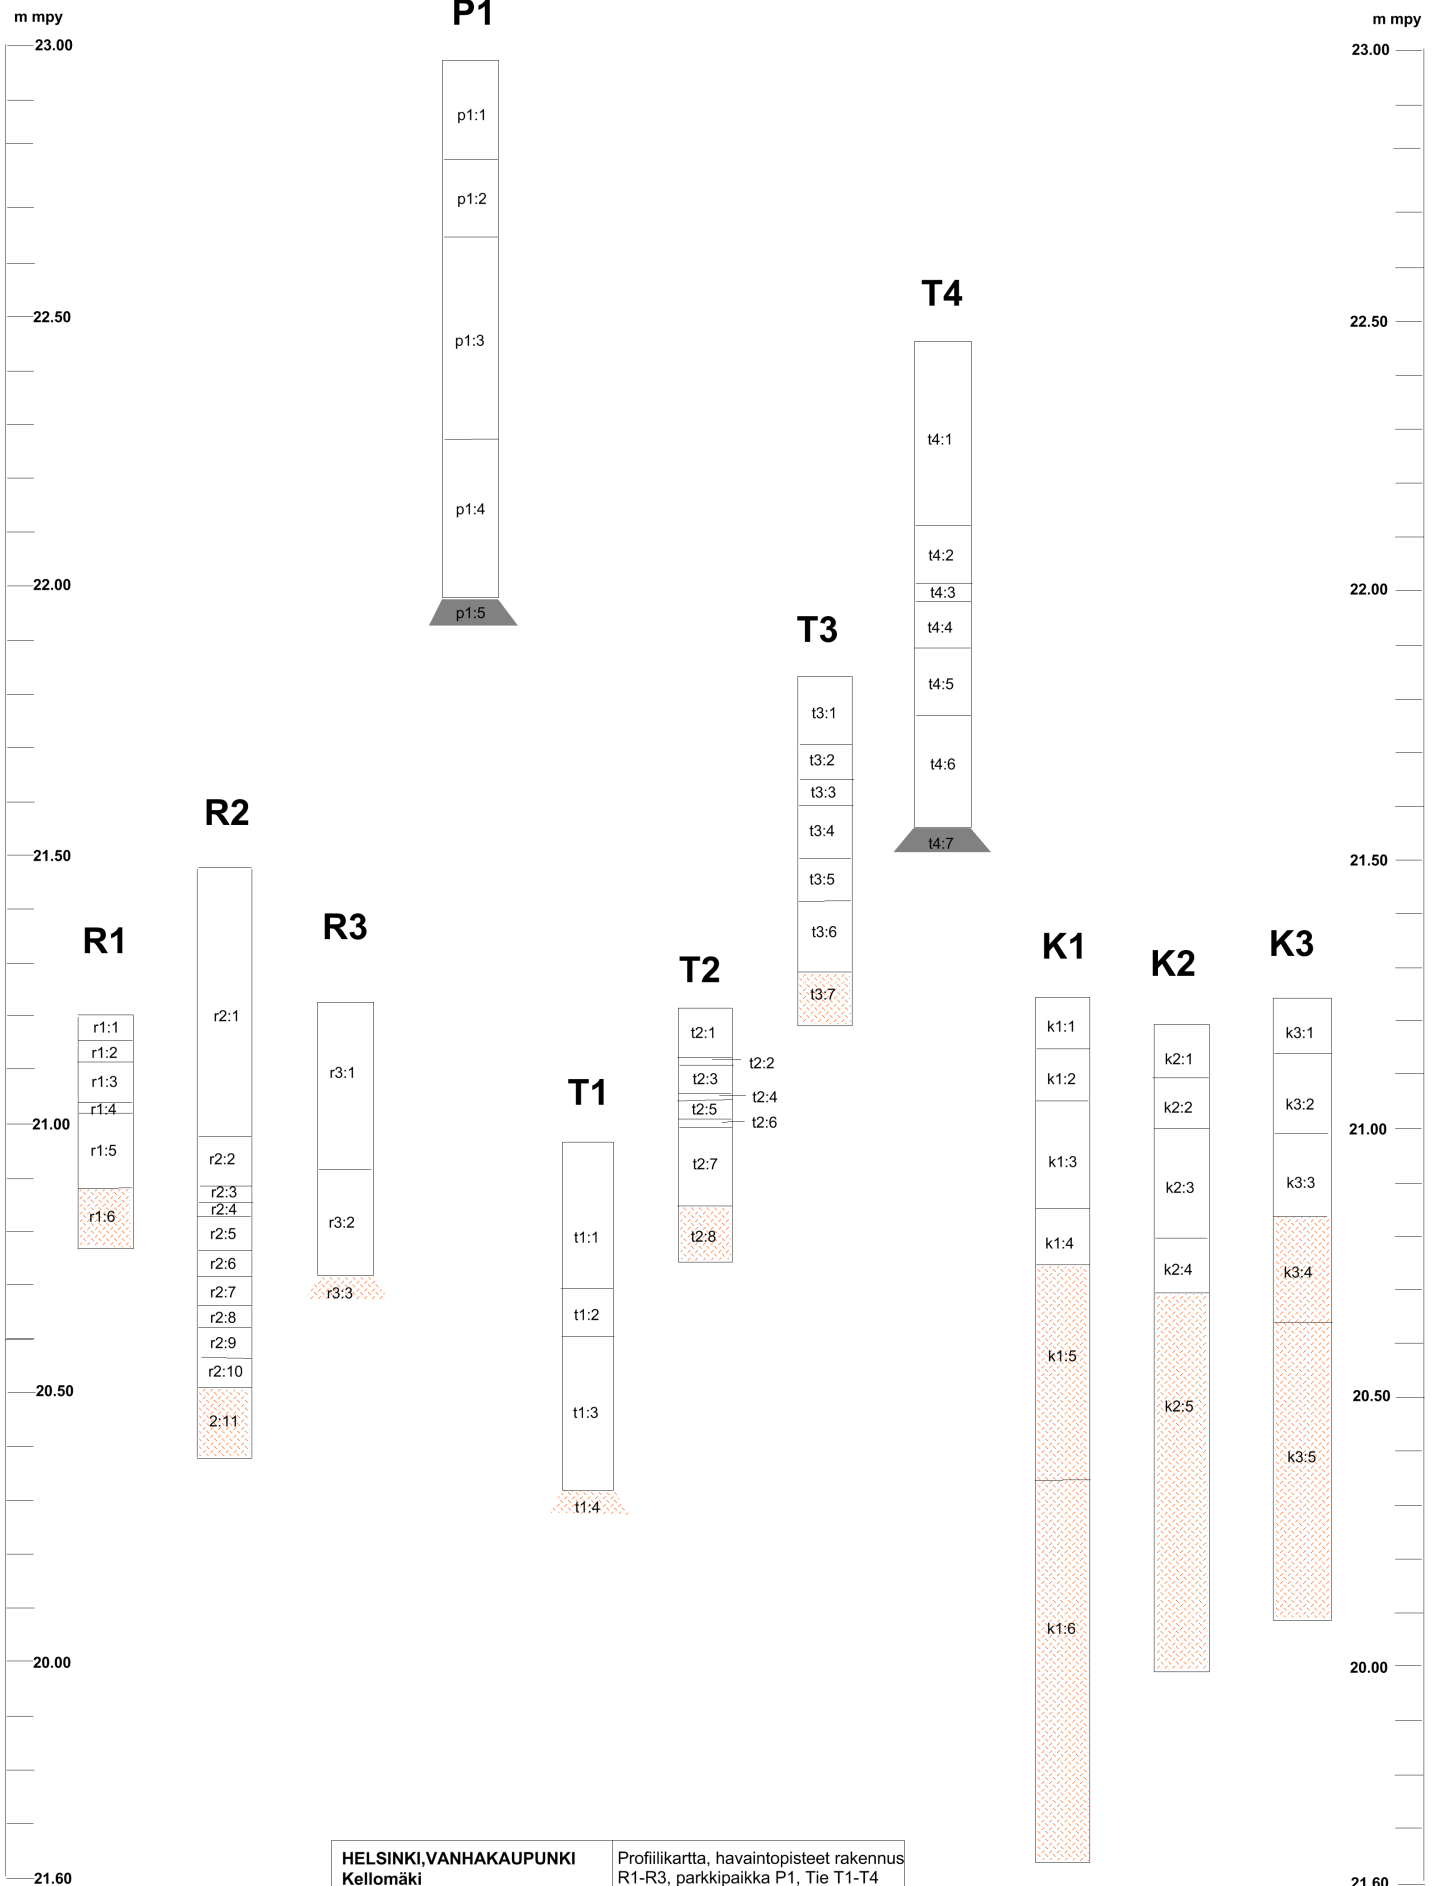 m mpy
P1
m mpy
23.00
23.00
p1:1
p1:2
T4
22.50
22.50
p1:3
t4:1
p1:4
t4:2
22.00
22.00
t4:3
p1:5
T3
t4:4
t4:5
t3:1
t3:2
t4:6
t3:3
R2
t3:4
t4:7
21.50
21.50
t3:5
R3
t3:6
R1
K1
K3
T2
K2
t3:7
r2:1
r1:1
t2:1
k1:1
k3:1
r1:2
t2:2
k2:1
r3:1
r1:3
t2:3
k1:2
T1
t2:4
r1:4
t2:5
k2:2
k3:2
21.00
t2:6
21.00
r1:5
r2:2
t2:7
k1:3
r2:3
k2:3
k3:3
r2:4
r1:6
r3:2
r2:5
t1:1
t2:8
k1:4
r2:6
k2:4
k3:4
r2:7
r3:3
r2:8
t1:2
r2:9
k1:5
r2:10
20.50
20.50
t1:3
k2:5
2:11
k3:5
t1:4
k1:6
20.00
20.00
HELSINKI,VANHAKAUPUNKI
Kellomäki
Profiilikartta, havaintopisteet rakennus
R1-R3, parkkipaikka P1, Tie T1-T4
21.60
21.60